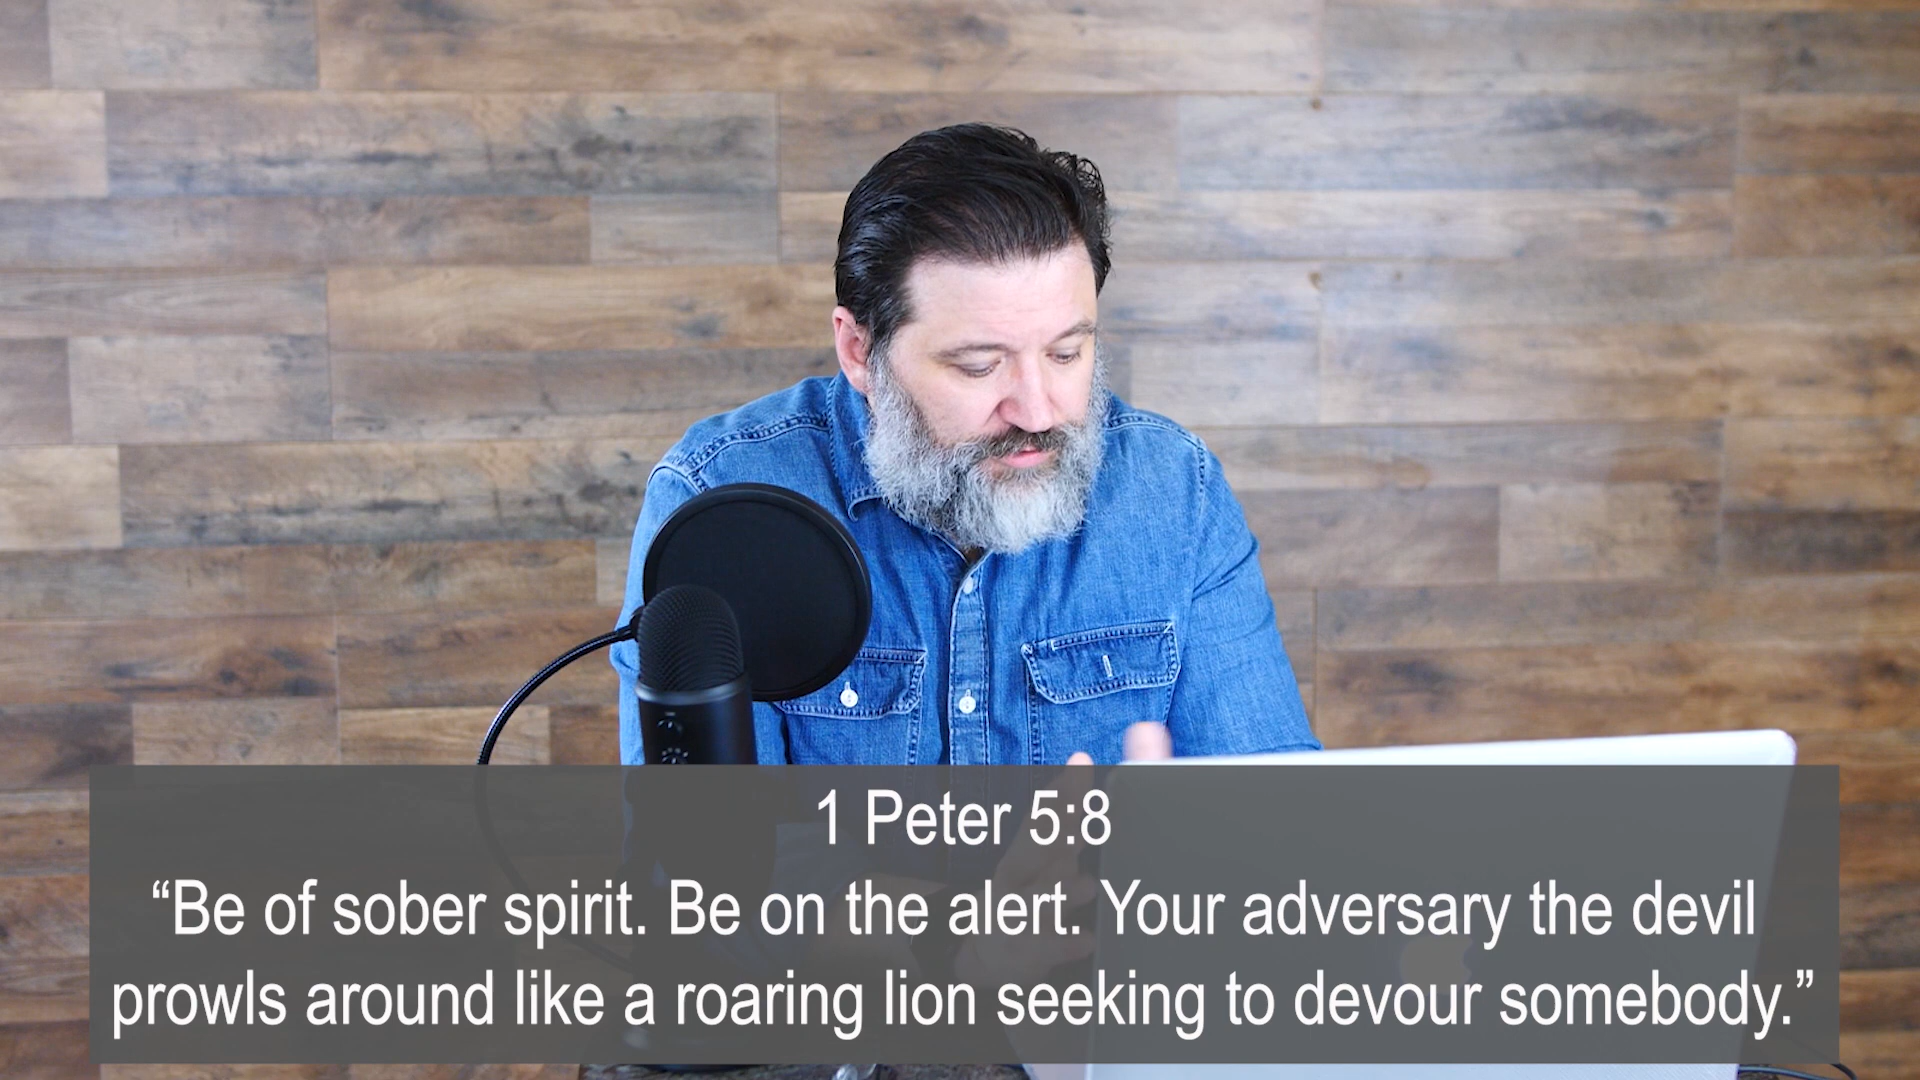 1 Peter 5:8
“Be of sober spirit. Be on the alert. Your adversary the devil
prowls around like a roaring lion seeking to devour somebody.”